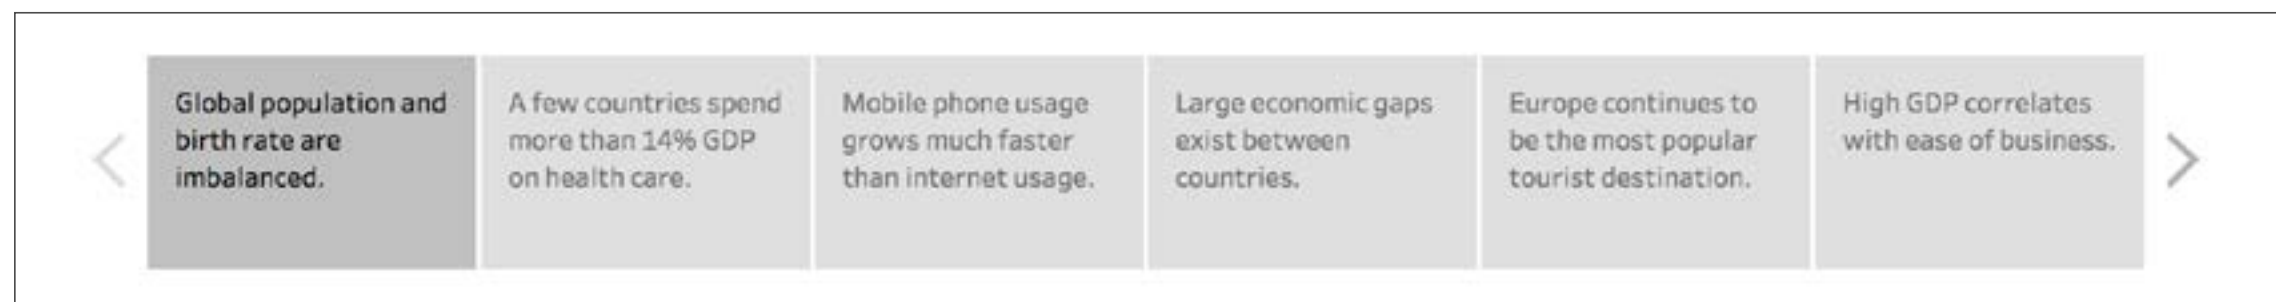 Global population and
birth rate are
imbalanced.
A few countries spend
more than 14% GDP
on health care.
Mobile phone usage
grows much faster
than internet usage.
Large economic gaps
exist between
countries.
Europe continues to
be the most popular
tourist destination.
High GDP correlates
with ease of business.